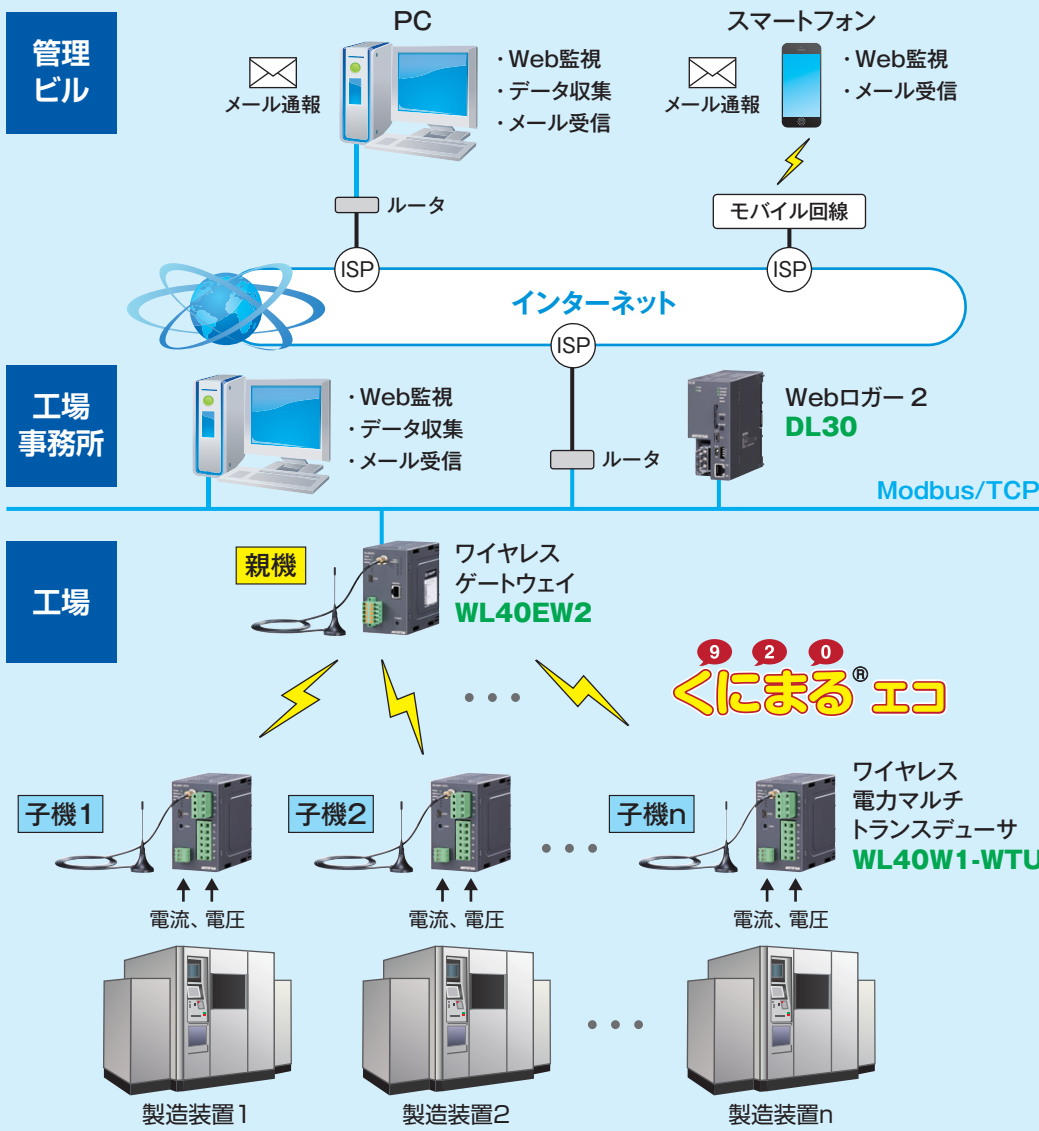 管理
ビル
PC
メール通報
・Web監視
・データ収集
・メール受信
スマートフォン
メール通報
・Web監視
・メール受信
ルータ
モバイル回線
ISP
ISP
インターネット
ISP
工場
事務所
・Web監視
・データ収集
・メール受信
ルータ
Webロガー 2
DL30
Modbus/TCP
工場
親機
ワイヤレス
ゲートウェイ
WL40EW2
9 2 0
くにまる®エコ
子機1
子機2
子機n
ワイヤレス
電力マルチ
トランスデューサ
WL40W1-WTU
電流、電圧
電流、電圧
電流、電圧
製造装置1
製造装置2
製造装置n